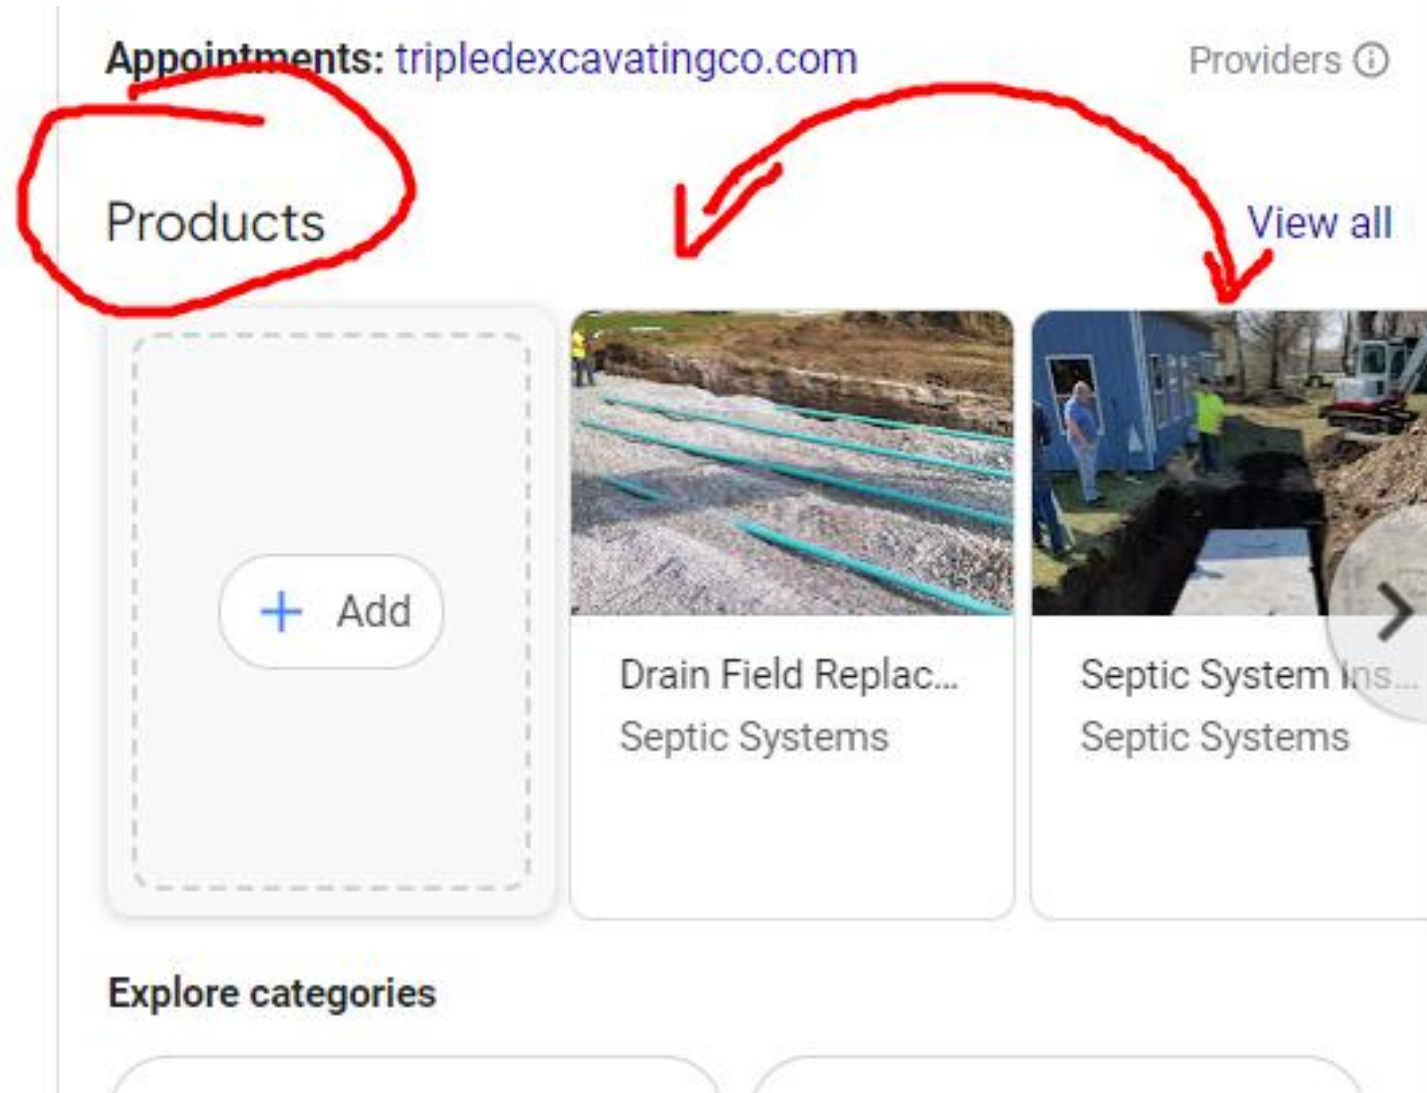 Appointments: tripledexcavatingco.com
Providers
Products
View all
+ Add
Drain Field Replac...
Septic Systems
Septic System Ins...
Septic Systems
Explore categories